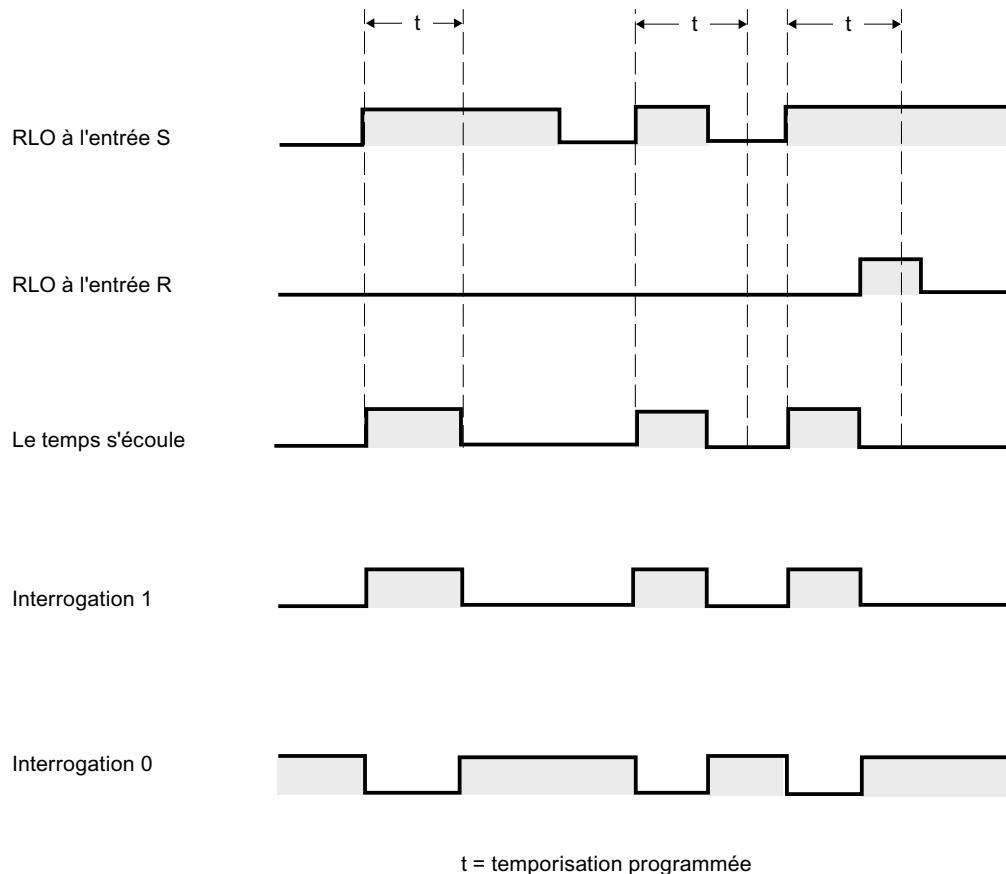 t t t
RLO à l'entrée S
RLO à l'entrée R
Le temps s'écoule
Interrogation 1
Interrogation 0
t = temporisation programmée